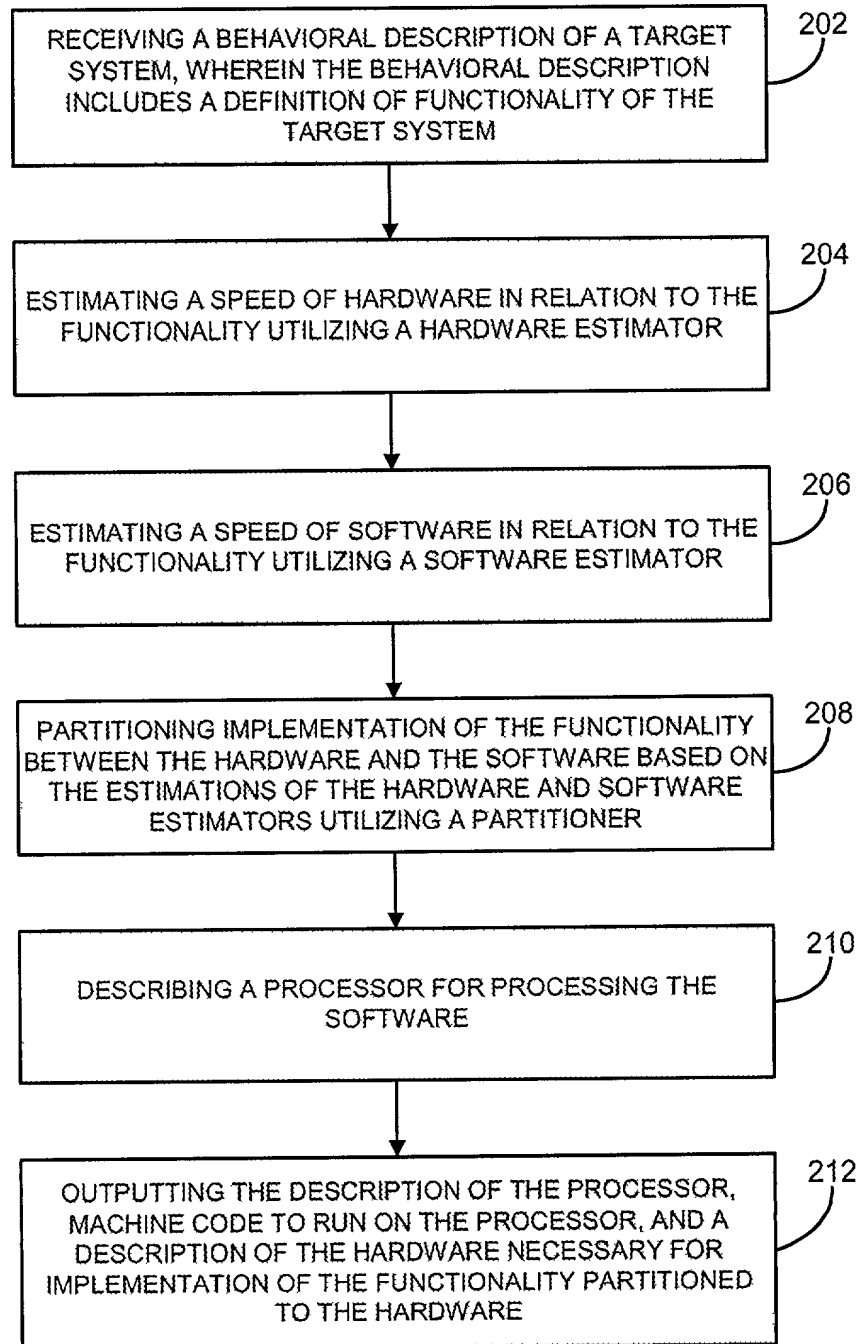 RECEIVING A BEHAVIORAL DESCRIPTION OF A TARGET
SYSTEM, WHEREIN THE BEHAVIORAL DESCRIPTION
INCLUDES A DEFINITION OF FUNCTIONALITY OF THE
TARGET SYSTEM
202
ESTIMATING A SPEED OF HARDWARE IN RELATION TO THE
FUNCTIONALITY UTILIZING A HARDWARE ESTIMATOR
204
ESTIMATING A SPEED OF SOFTWARE IN RELATION TO THE
FUNCTIONALITY UTILIZING A SOFTWARE ESTIMATOR
206
PARTITIONING IMPLEMENTATION OF THE FUNCTIONALITY
BETWEEN THE HARDWARE AND THE SOFTWARE BASED ON
THE ESTIMATIONS OF THE HARDWARE AND SOFTWARE
ESTIMATORS UTILIZING A PARTITIONER
208
DESCRIBING A PROCESSOR FOR PROCESSING THE
SOFTWARE
210
OUTPUTTING THE DESCRIPTION OF THE PROCESSOR,
MACHINE CODE TO RUN ON THE PROCESSOR, AND A
DESCRIPTION OF THE HARDWARE NECESSARY FOR
IMPLEMENTATION OF THE FUNCTIONALITY PARTITIONED
TO THE HARDWARE
212